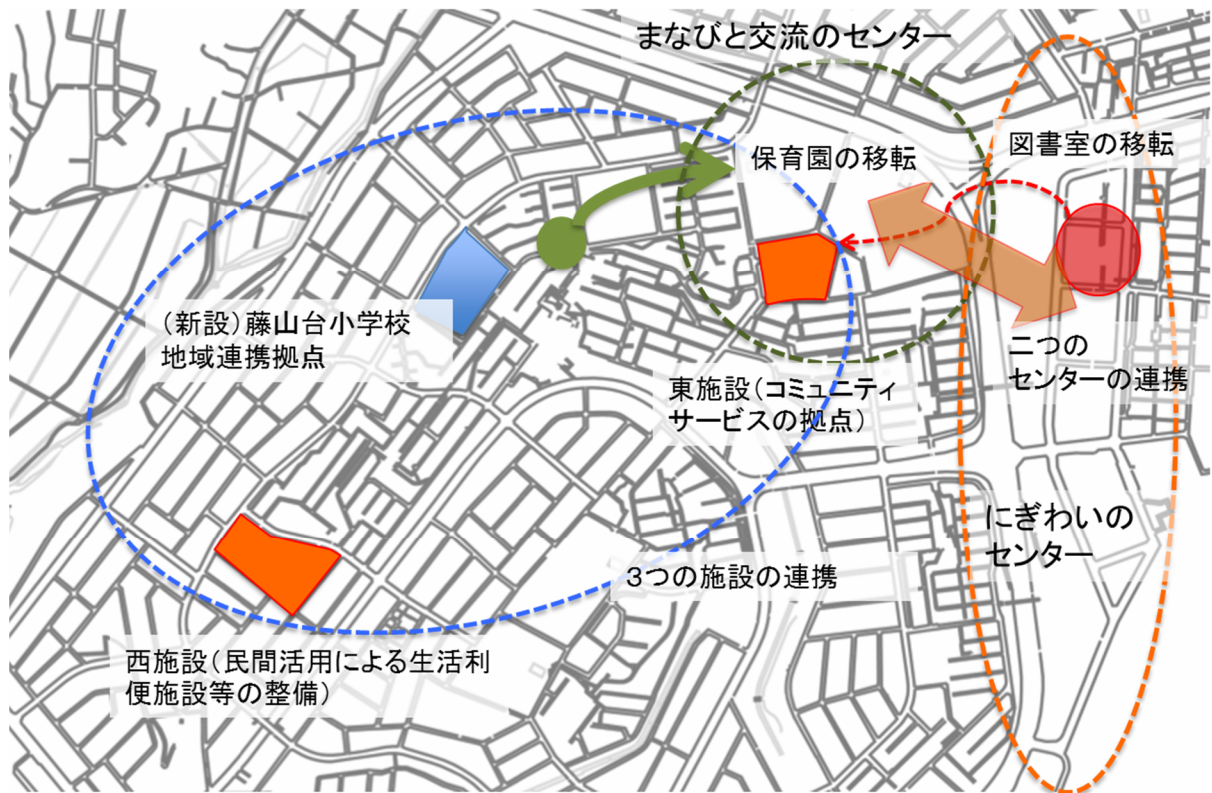 まなびと交流のセンター
図書室の移転
保育園の移転
（新設）藤山台小学校
地域連携拠点
二つの
センターの連携
東施設（コミュニティ
サービスの拠点）
にぎわいの
センター
３つの施設の連携
西施設（民間活用による生活利
便施設等の整備）